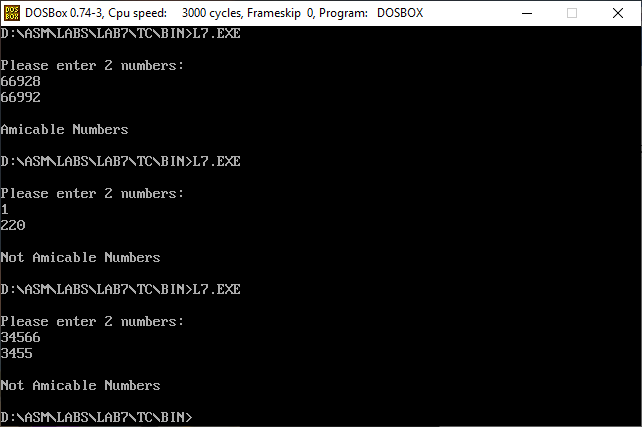 DOS
BOX
DOSBox 0.74-3, Cpu speed: 3000 cycles, Frameskip 0, Program: DOSBOX
D:\ASM\LABS\LAB7\TC\BIN>L7.EXE
Please enter 2 numbers:
66928
66992
Amicable Numbers
D:\ASM\LABS\LAB7\TC\BIN>L7.EXE
Please enter 2 numbers:
1
220
Not Amicable Numbers
D:\ASM\LABS\LAB7\TC\BIN>L7.EXE
Please enter 2 numbers:
34566
3455
Not Amicable Numbers
D:\ASM\LABS\LAB7\TC\BIN>